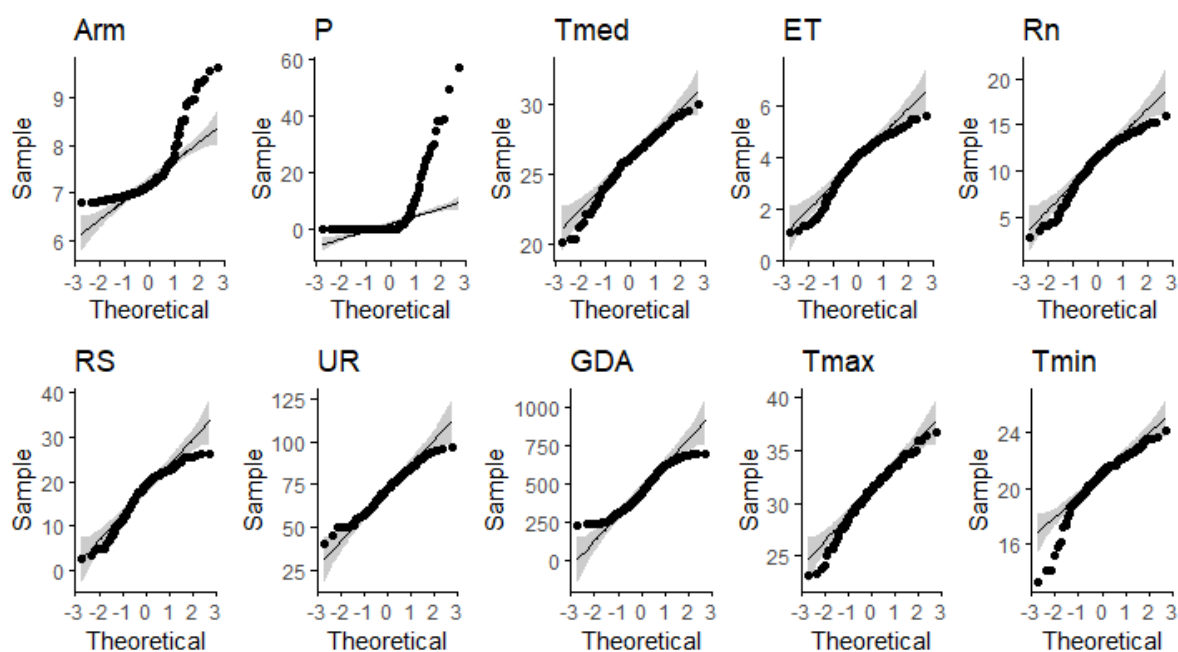 Arm P Tmed ET Rn
9 60 30 6 20
8 40 4 15
7 20 25 2 10
6 0 20 0 5
Sample Sample Sample Sample Sample
-3 -2 -1 0 1 2 3 -3 -2 -1 0 1 2 3 -3 -2 -1 0 1 2 3 -3 -2 -1 0 1 2 3 -3 -2 -1 0 1 2 3
Theoretical Theoretical Theoretical Theoretical Theoretical
RS UR GDA Tmax Tmin
40 125 1000 40 24
30 100 750 35
20 75 500 30 20
10 50 250 25 16
0 25 0
Sample Sample Sample Sample Sample
-3 -2 -1 0 1 2 3 -3 -2 -1 0 1 2 3 -3 -2 -1 0 1 2 3 -3 -2 -1 0 1 2 3 -3 -2 -1 0 1 2 3
Theoretical Theoretical Theoretical Theoretical Theoretical